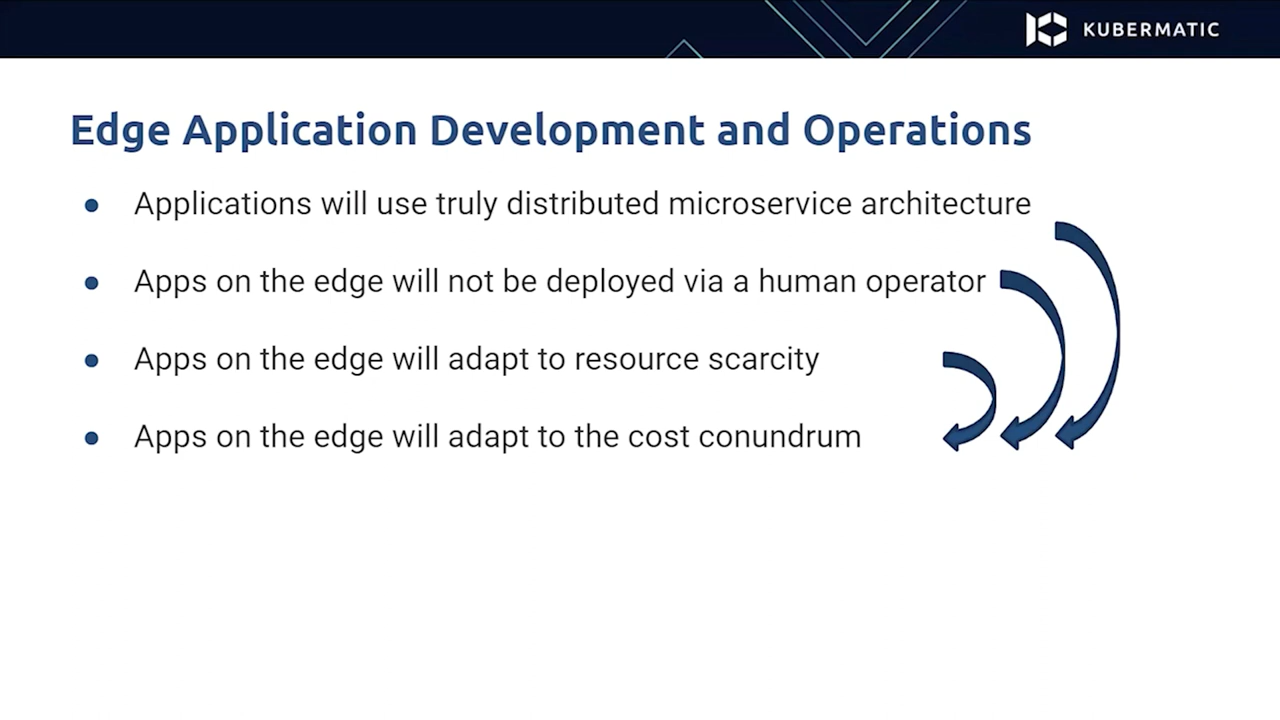 KUBERMATIC
Edge Application Development and Operations
● Applications will use truly distributed microservice architecture
● Apps on the edge will not be deployed via a human operator
● Apps on the edge will adapt to resource scarcity
● Apps on the edge will adapt to the cost conundrum